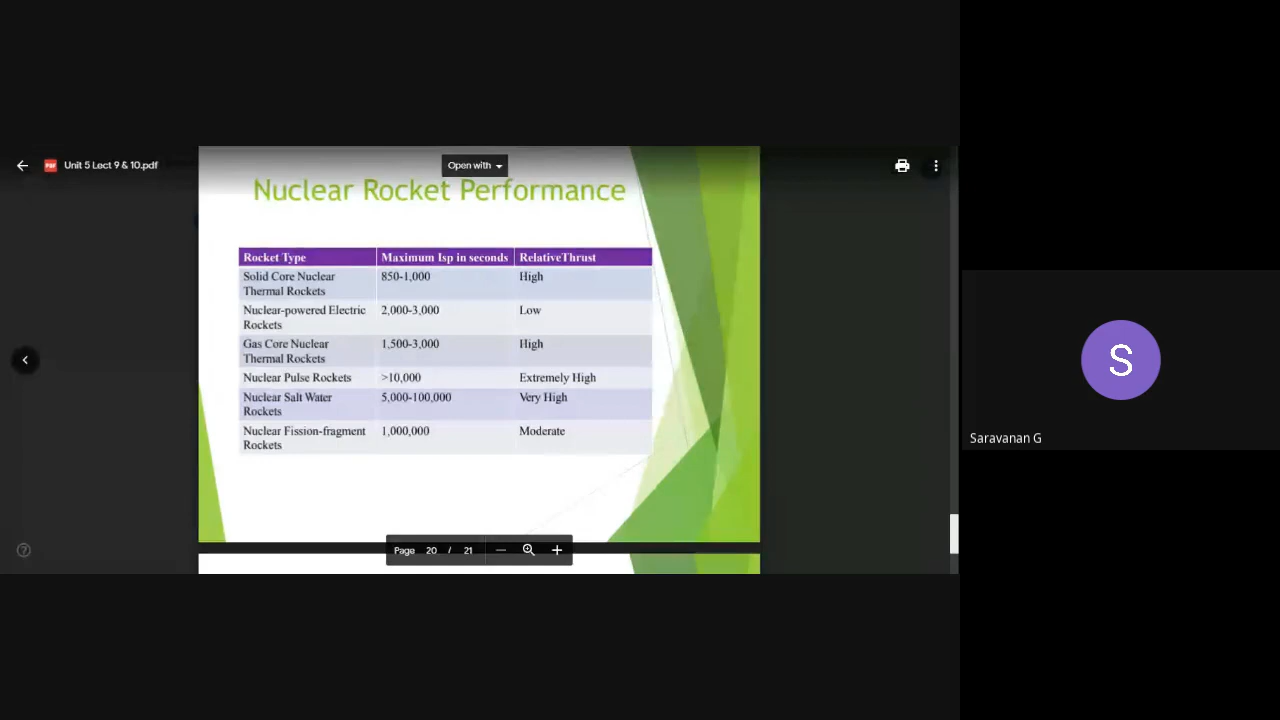 Unit 5 Lect 9 & 10.pdf
Open with
Nuclear Rocket Performance
Rocket Type Maximum Isp in seconds RelativeThrust
Solid Core Nuclear Thermal Rockets 850-1,000 High
Nuclear-powered Electric Rockets 2,000-3,000 Low
Gas Core Nuclear Thermal Rockets 1,500-3,000 High
Nuclear Pulse Rockets >10,000 Extremely High
Nuclear Salt Water Rockets 5,000-100,000 Very High
Nuclear Fission-fragment Rockets 1,000,000 Moderate
Page 20 / 21
S
Saravanan G